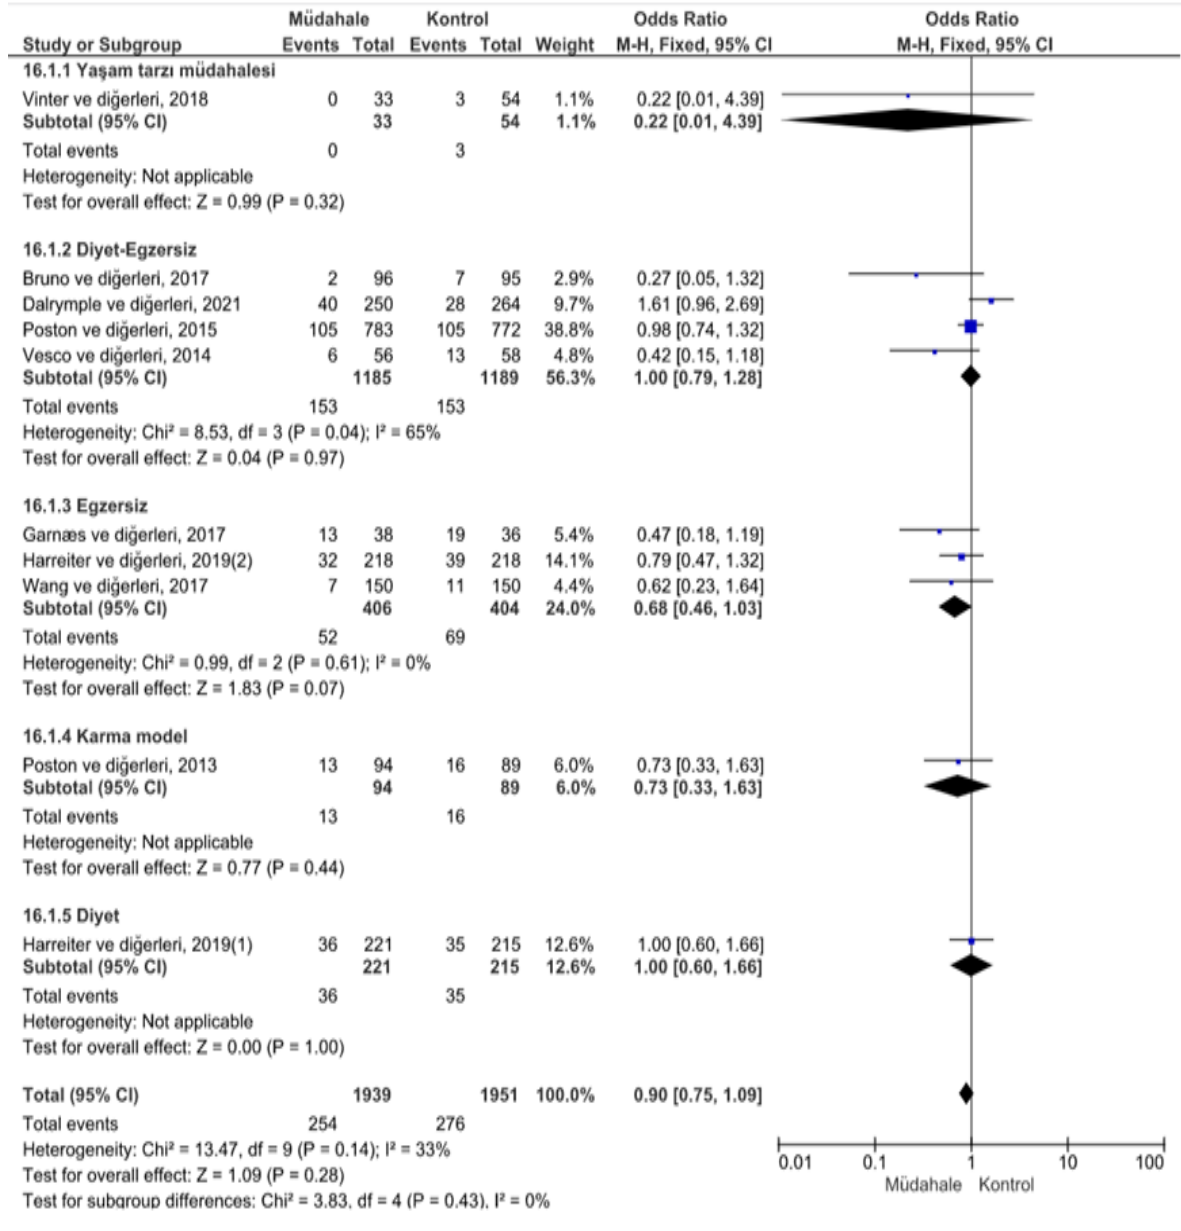 Müdahale Kontrol Odds Ratio Odds Ratio
Study or Subgroup Events Total Events Total Weight M-H, Fixed, 95% CI M-H, Fixed, 95% CI
16.1.1 Yaşam tarzı müdahalesi
Vinter ve diğerleri, 2018 0 33 3 54 1.1% 0.22 [0.01, 4.39]
Subtotal (95% CI) 33 54 1.1% 0.22 [0.01, 4.39]
Total events 0 3
Heterogeneity: Not applicable
Test for overall effect: Z = 0.99 (P = 0.32)
16.1.2 Diyet-Egzersiz
Bruno ve diğerleri, 2017 2 96 7 95 2.9% 0.27 [0.05, 1.32]
Dalrymple ve diğerleri, 2021 40 250 28 264 9.7% 1.61 [0.96, 2.69]
Poston ve diğerleri, 2015 105 783 105 772 38.8% 0.98 [0.74, 1.32]
Vesco ve diğerleri, 2014 6 56 13 58 4.8% 0.42 [0.15, 1.18]
Subtotal (95% CI) 1185 1189 56.3% 1.00 [0.79, 1.28]
Total events 153 153
Heterogeneity: Chi² = 8.53, df = 3 (P = 0.04); I² = 65%
Test for overall effect: Z = 0.04 (P = 0.97)
16.1.3 Egzersiz
Garnæs ve diğerleri, 2017 13 38 19 36 5.4% 0.47 [0.18, 1.19]
Harreiter ve diğerleri, 2019(2) 32 218 39 218 14.1% 0.79 [0.47, 1.32]
Wang ve diğerleri, 2017 7 150 11 150 4.4% 0.62 [0.23, 1.64]
Subtotal (95% CI) 406 404 24.0% 0.68 [0.46, 1.03]
Total events 52 69
Heterogeneity: Chi² = 0.99, df = 2 (P = 0.61); I² = 0%
Test for overall effect: Z = 1.83 (P = 0.07)
16.1.4 Karma model
Poston ve diğerleri, 2013 13 94 16 89 6.0% 0.73 [0.33, 1.63]
Subtotal (95% CI) 94 89 6.0% 0.73 [0.33, 1.63]
Total events 13 16
Heterogeneity: Not applicable
Test for overall effect: Z = 0.77 (P = 0.44)
16.1.5 Diyet
Harreiter ve diğerleri, 2019(1) 36 221 35 215 12.6% 1.00 [0.60, 1.66]
Subtotal (95% CI) 221 215 12.6% 1.00 [0.60, 1.66]
Total events 36 35
Heterogeneity: Not applicable
Test for overall effect: Z = 0.00 (P = 1.00)
Total (95% CI) 1939 1951 100.0% 0.90 [0.75, 1.09]
Total events 254 276
Heterogeneity: Chi² = 13.47, df = 9 (P = 0.14); I² = 33%
Test for overall effect: Z = 1.09 (P = 0.28)
Test for subgroup differences: Chi² = 3.83, df = 4 (P = 0.43), I² = 0%
0.01 0.1 1 10 100
Müdahale Kontrol